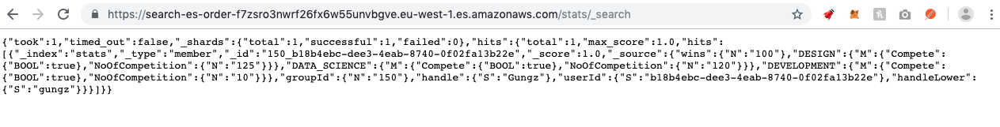 https://search-es-order-f7zsro3nwrf26fx6w55unvbgve.eu-west-1.es.amazonaws.com/stats/_search
{"took":1,"timed_out":false,"_shards":{"total":1,"successful":1,"failed":0},"hits":{"total":1,"max_score":1.0,"hits":
[{"_index":"stats","_type":"member","_id":"150_b18b4ebc-dee3-4eab-8740-0f02fa13b22e","_score":1.0,"_source":{"wins":{"N":"100"},"DESIGN":{"M":{"Compete":
{"BOOL":true},"NoOfCompetition":{"N":"125"}}},"DATA_SCIENCE":{"M":{"Compete":{"BOOL":true},"NoOfCompetition":{"N":"120"}}},"DEVELOPMENT":{"M":{"Compete":
{"BOOL":true},"NoOfCompetition":{"N":"10"}}},"groupId":{"N":"150"},"handle":{"S":"Gungz"},"userId":{"S":"b18b4ebc-dee3-4eab-8740-0f02fa13b22e"},"handleLower":
{"S":"gungz"}}}]}}